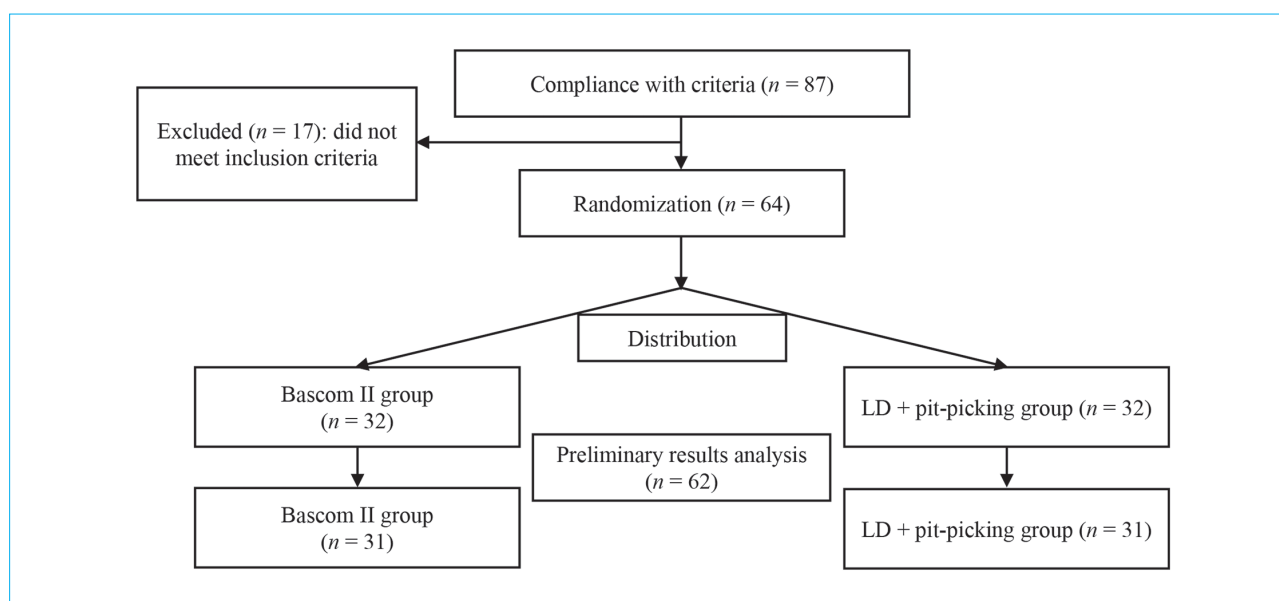 Compliance with criteria (n = 87)
Excluded (n = 17): did not
meet inclusion criteria
Randomization (n = 64)
Distribution
Bascom II group
(n = 32)
LD + pit-picking group (n = 32)
Preliminary results analysis
(n = 62)
Bascom II group
(n = 31)
LD + pit-picking group (n = 31)